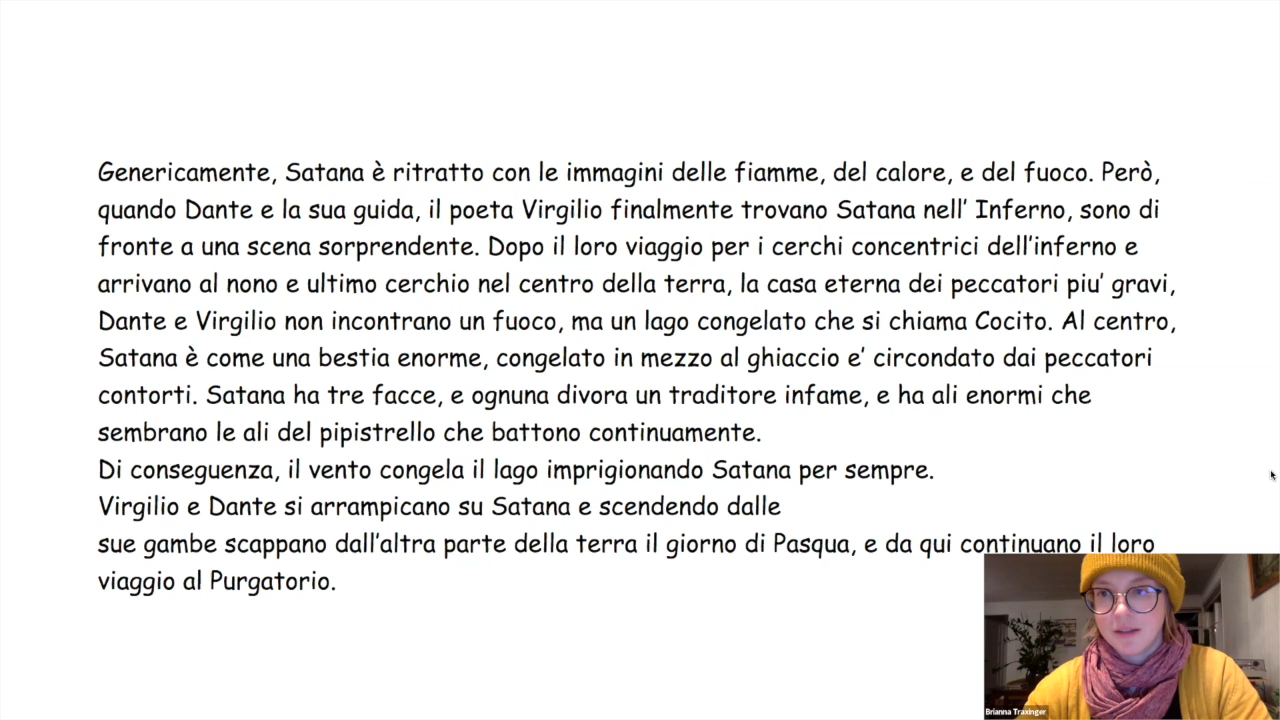 Genericamente, Satana è ritratto con le immagini delle fiamme, del calore, e del fuoco. Però,
quando Dante e la sua guida, il poeta Virgilio finalmente trovano Satana nell' Inferno, sono di
fronte a una scena sorprendente. Dopo il loro viaggio per i cerchi concentrici dell'inferno e
arrivano al nono e ultimo cerchio nel centro della terra, la casa eterna dei peccatori piu' gravi,
Dante e Virgilio non incontrano un fuoco, ma un lago congelato che si chiama Cocito. Al centro,
Satana è come una bestia enorme, congelato in mezzo al ghiaccio e' circondato dai peccatori
contorti. Satana ha tre facce, e ognuna divora un traditore infame, e ha ali enormi che
sembrano le ali del pipistrello che battono continuamente.
Di conseguenza, il vento congela il lago imprigionando Satana per sempre.
Virgilio e Dante si arrampicano su Satana e scendendo dalle
sue gambe scappano dall'altra parte della terra il giorno di Pasqua, e da qui continuano il loro
viaggio al Purgatorio.
Brianna Traxinger